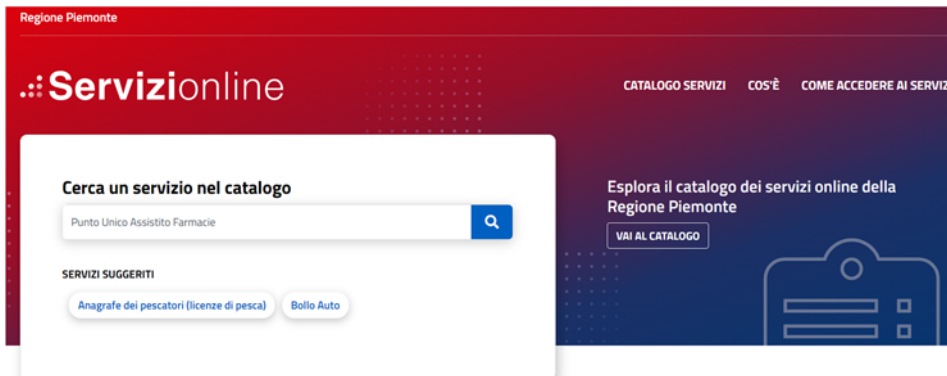 Regione Piemonte
Servizionline
CATALOGO SERVIZI COS'È COME ACCEDERE AI SERVIZ
Cerca un servizio nel catalogo
Punto Unico Assistito Farmacie
SERVIZI SUGGERITI
Anagrafe dei pescatori (licenze di pesca) Bollo Auto
Esplora il catalogo dei servizi online della
Regione Piemonte
VAI AL CATALOGO